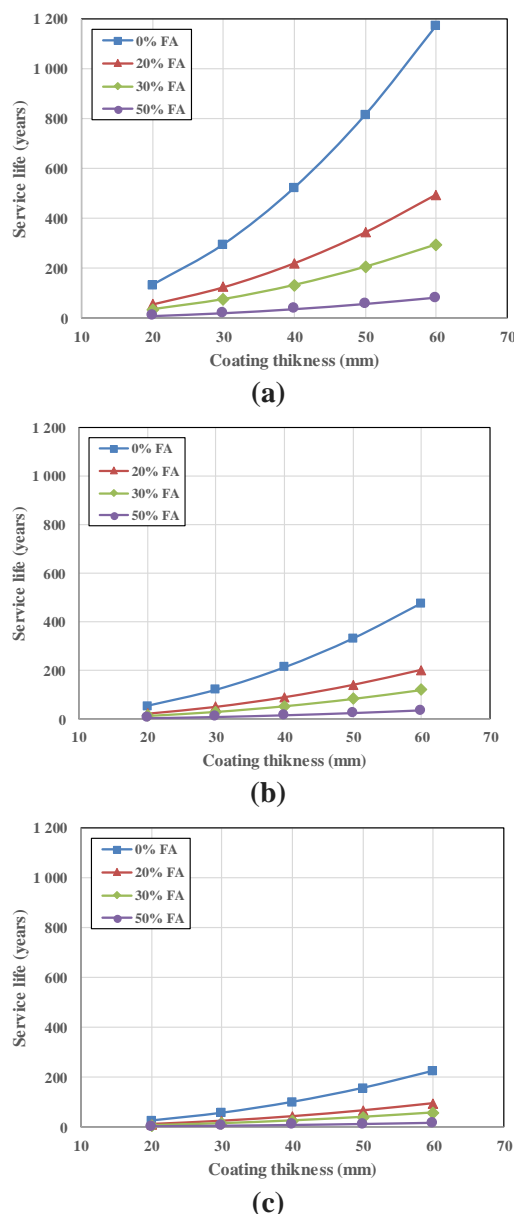 1 200
1 000
800
600
400
200
0
Service life (years)
0% FA
20% FA
30% FA
50% FA
10 20 30 40 50 60 70
Coating thikness (mm)
(a)
1 200
1 000
800
600
400
200
0
Service life (years)
0% FA
20% FA
30% FA
50% FA
10 20 30 40 50 60 70
Coating thikness (mm)
(b)
1 200
1 000
800
600
400
200
0
Service life (years)
0% FA
20% FA
30% FA
50% FA
10 20 30 40 50 60 70
Coating thikness (mm)
(c)